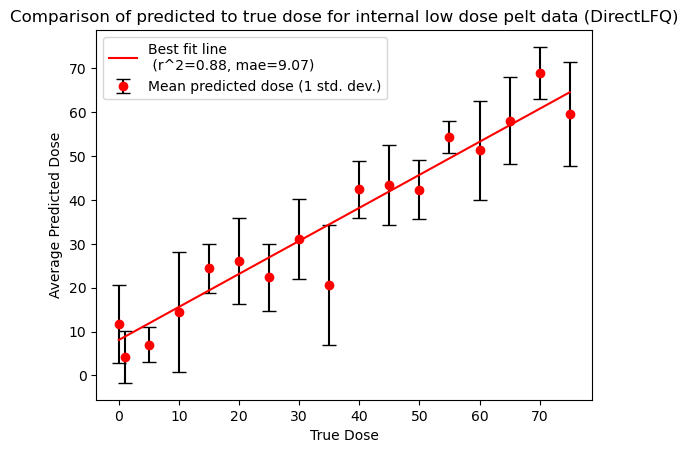 Comparison of predicted to true dose for internal low dose pelt data (DirectLFQ)
Best fit line
(r^2=0.88, mae=9.07)
Mean predicted dose (1 std. dev.)
Average Predicted Dose
70
60
50
40
30
20
10
0
0 10 20 30 40 50 60 70
True Dose